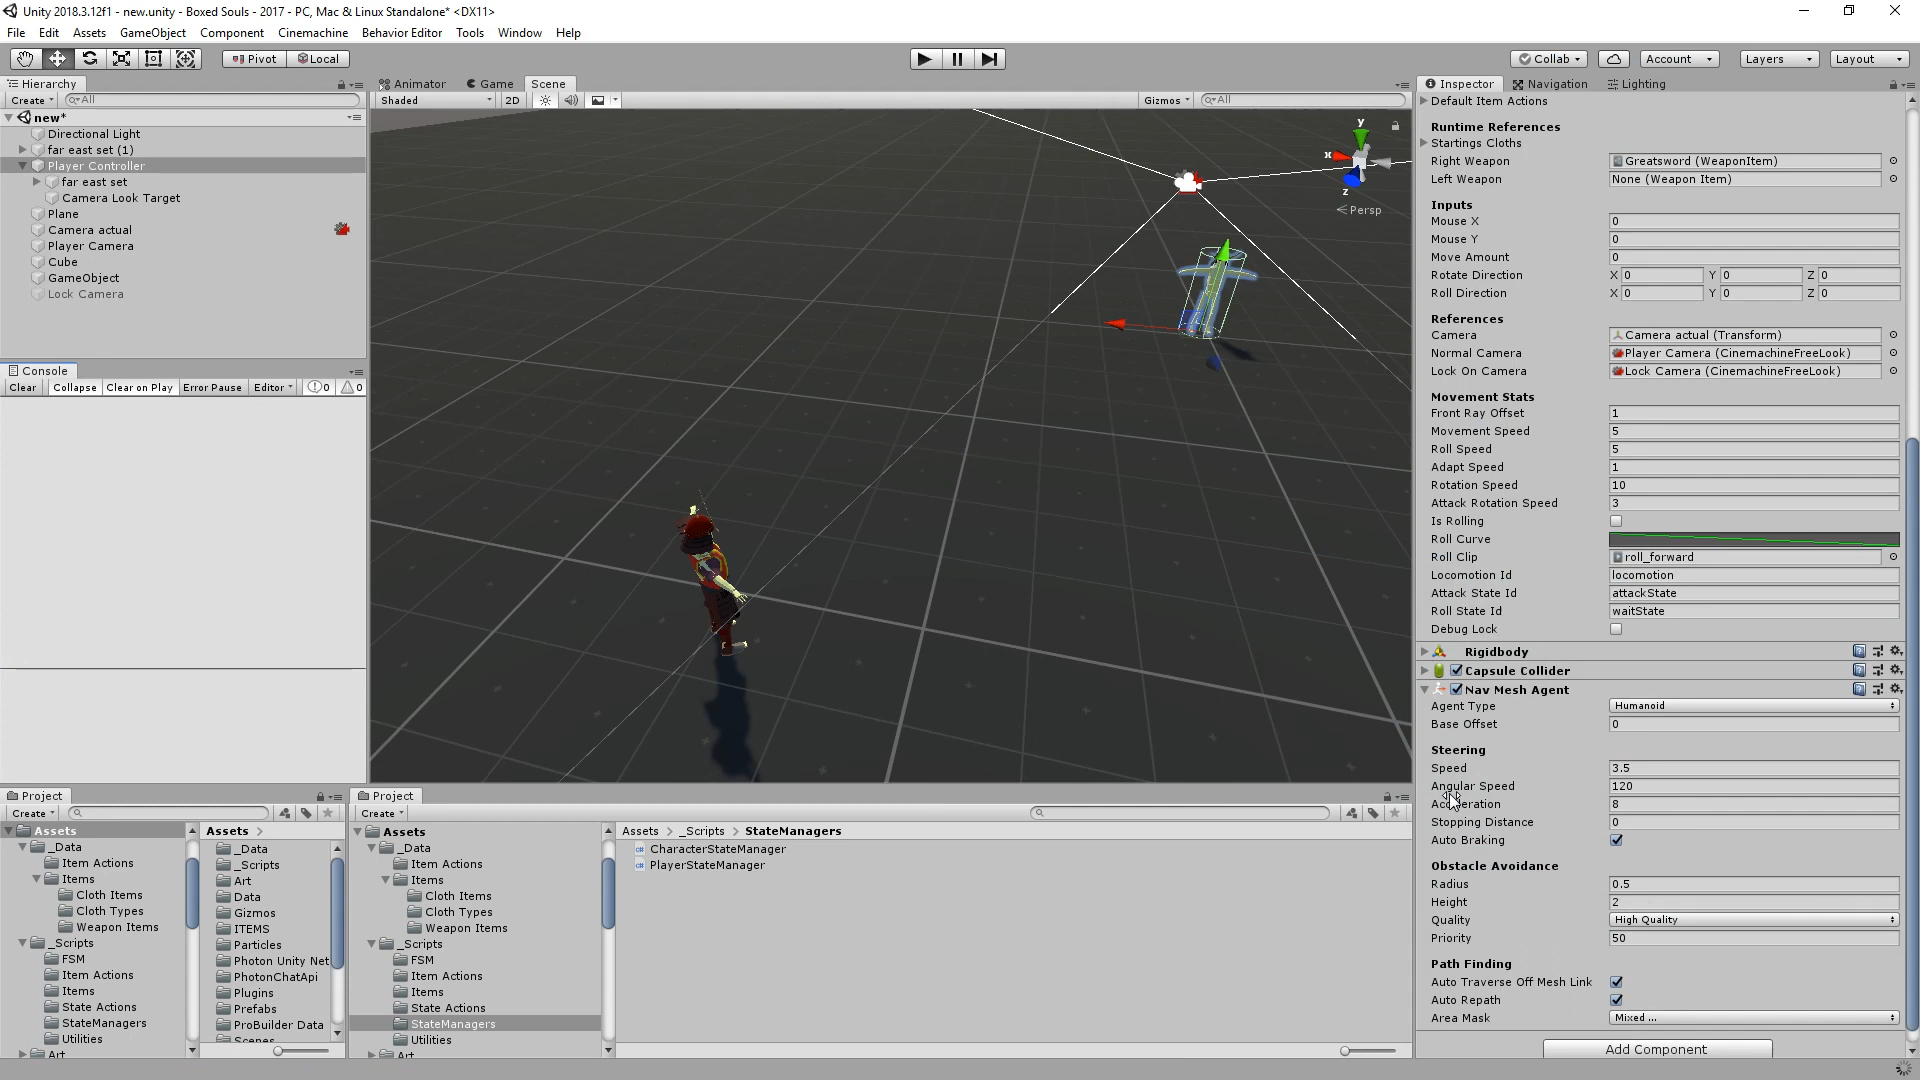 Unity 2018.3.12f1 - new.unity - Boxed Souls - 2017 - PC, Mac & Linux Standalone* <DX11>
File Edit Assets GameObject Component Cinemachine Behavior Editor Tools Window Help
Pivot Local Collab Account Layers Layout
Hierarchy
Create All
new*
Directional Light
far east set (1)
Player Controller
far east set
Camera Look Target
Plane
Camera actual
Player Camera
Cube
GameObject
Lock Camera
Console
Clear Collapse Clear on Play Error Pause Editor 0 0
Animator Game Scene
Shaded 2D Gizmos All
y
x
z
Persp
Inspector Navigation Lighting
Default Item Actions
Runtime References
Startings Cloths
Right Weapon Greatsword (WeaponItem)
Left Weapon None (Weapon Item)
Inputs
Mouse X 0
Mouse Y 0
Move Amount 0
Rotate Direction X 0 Y 0 Z 0
Roll Direction X 0 Y 0 Z 0
References
Camera Camera actual (Transform)
Normal Camera Player Camera (CinemachineFreeLook)
Lock On Camera Lock Camera (CinemachineFreeLook)
Movement Stats
Front Ray Offset 1
Movement Speed 5
Roll Speed 5
Adapt Speed 1
Rotation Speed 10
Attack Rotation Speed 3
Is Rolling
Roll Curve
Roll Clip roll_forward
Locomotion Id locomotion
Attack State Id attackState
Roll State Id waitState
Debug Lock
Rigidbody
Capsule Collider
Nav Mesh Agent
Agent Type Humanoid
Base Offset 0
Steering
Speed 3.5
Angular Speed 120
Acceleration 8
Stopping Distance 0
Auto Braking
Obstacle Avoidance
Radius 0.5
Height 2
Quality High Quality
Priority 50
Path Finding
Auto Traverse Off Mesh Link
Auto Repath
Area Mask Mixed ...
Add Component
Project
Create
Assets
_Data
Item Actions
Items
Cloth Items
Cloth Types
Weapon Items
_Scripts
FSM
Item Actions
Items
State Actions
StateManagers
Utilities
Art
Assets
_Data
_Scripts
Art
Data
Gizmos
ITEMS
Particles
Photon Unity Net
PhotonChatApi
Plugins
Prefabs
ProBuilder Data
Scenes
Project
Create
Assets
_Data
Item Actions
Items
Cloth Items
Cloth Types
Weapon Items
_Scripts
FSM
Item Actions
Items
State Actions
StateManagers
Utilities
Art
Assets _Scripts StateManagers
CharacterStateManager
PlayerStateManager